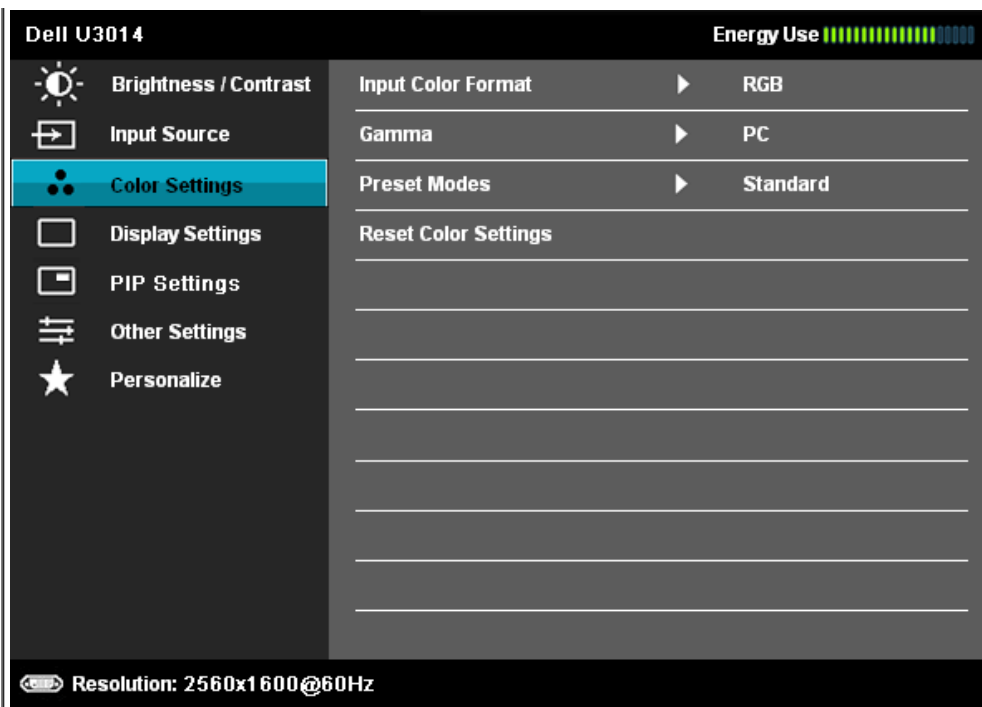 Dell U3014 Energy Use
Brightness / Contrast Input Color Format RGB
Input Source Gamma PC
Color Settings Preset Modes Standard
Display Settings Reset Color Settings
PIP Settings
Other Settings
Personalize
Resolution: 2560x1600@60Hz